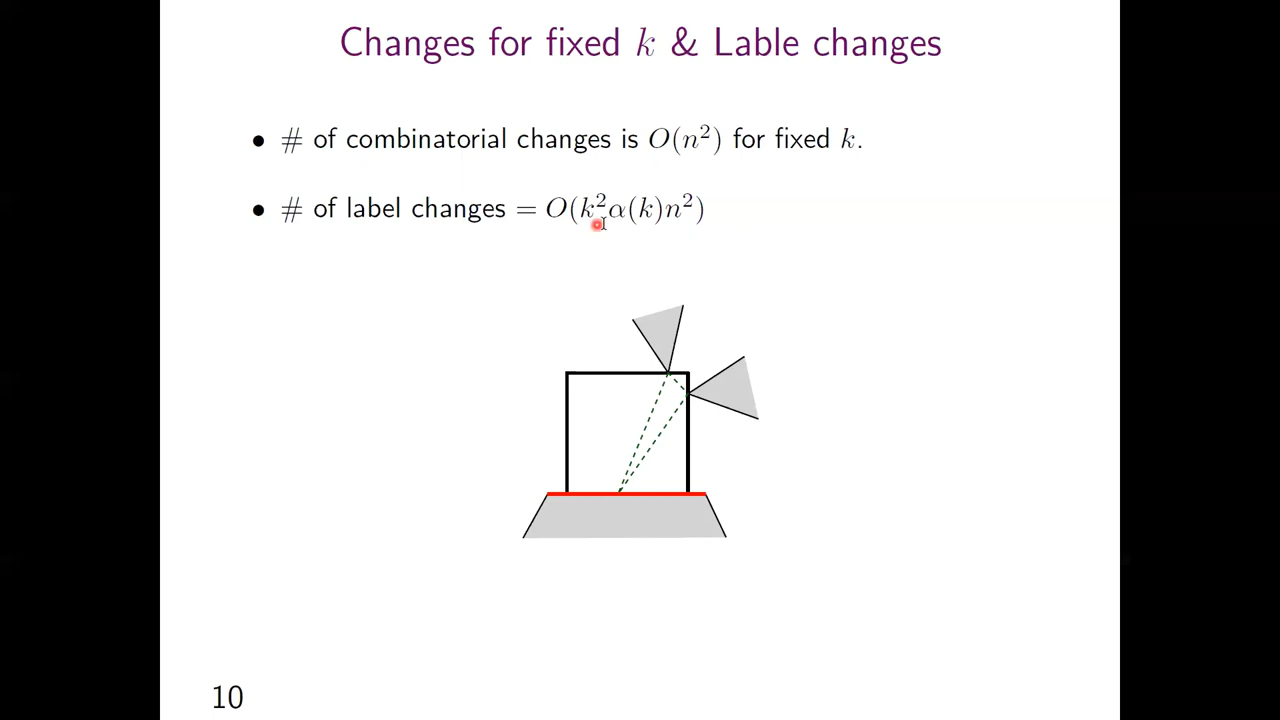 Changes for fixed k & Lable changes
• # of combinatorial changes is O(n²) for fixed k.
• # of label changes = O(k²α(k)n²)
10